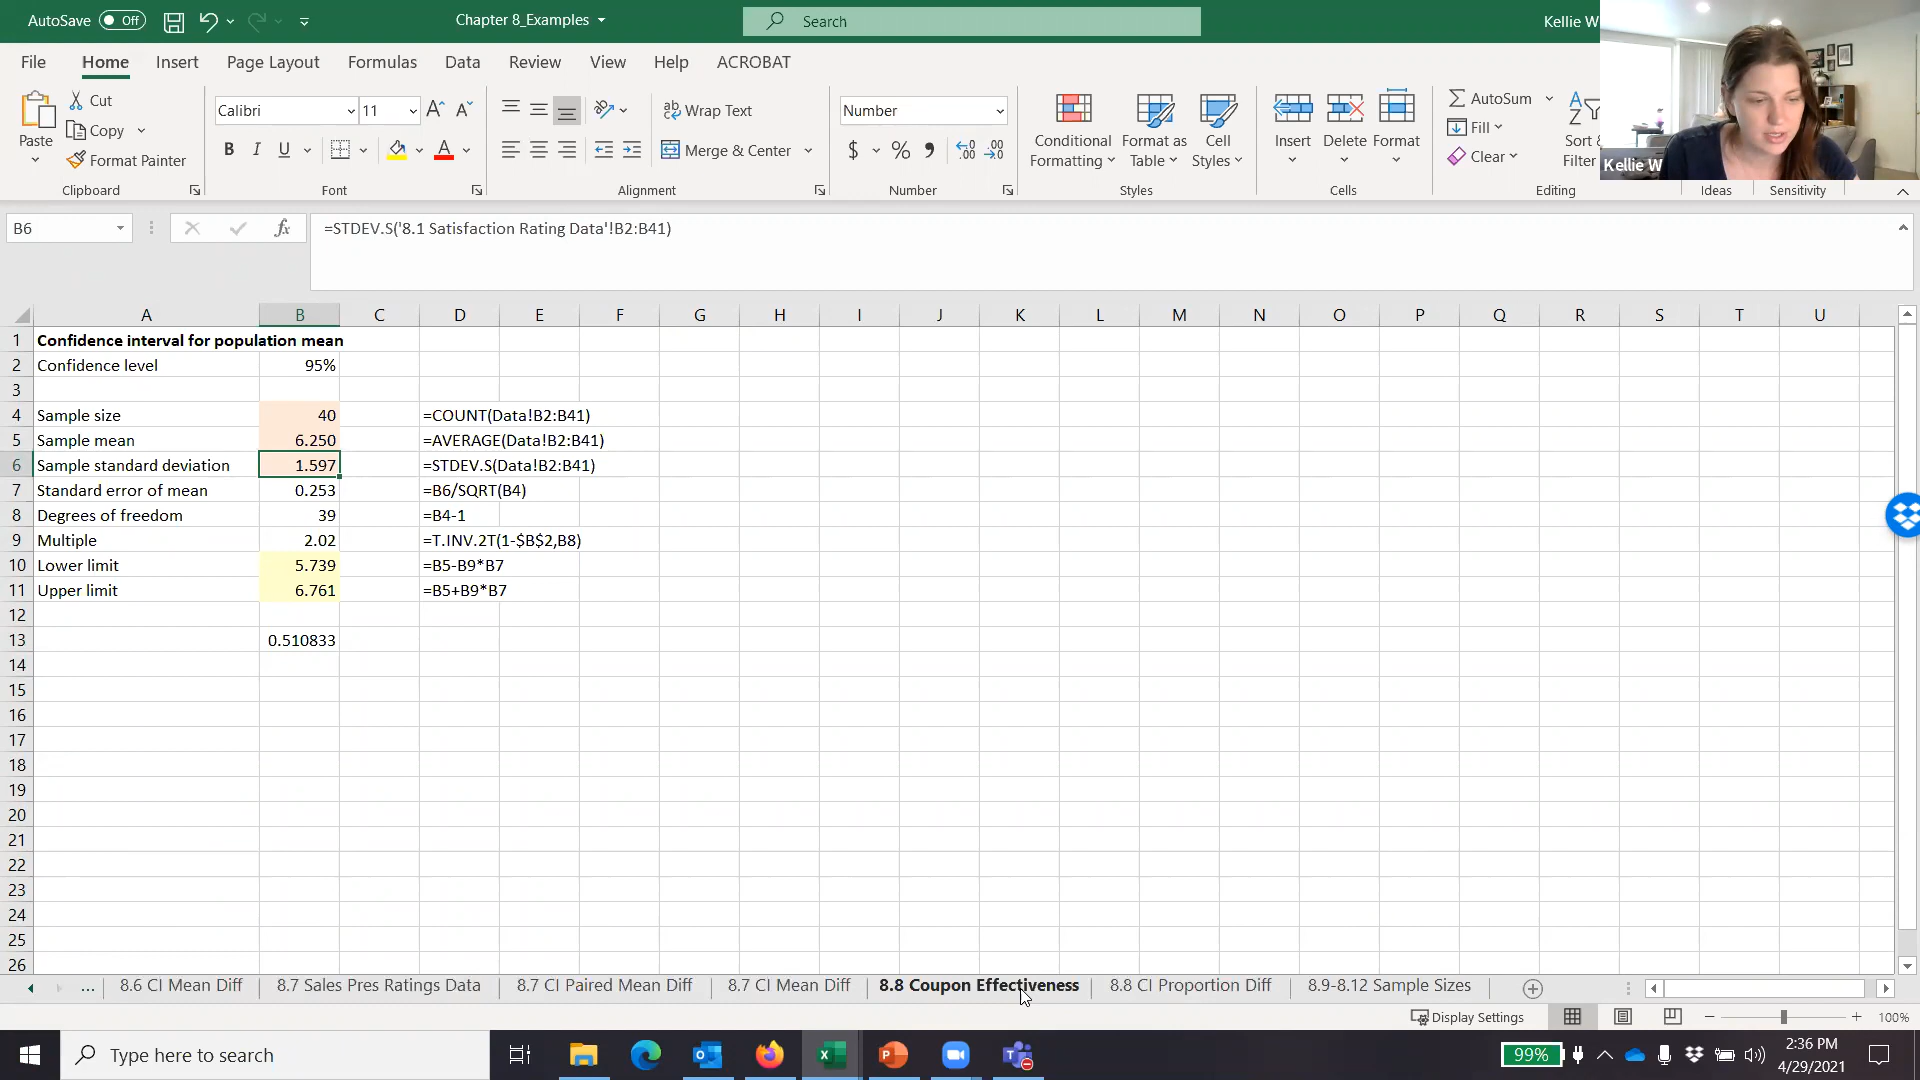 AutoSave Off Chapter 8_Examples Search Kellie W
File Home Insert Page Layout Formulas Data Review View Help ACROBAT
Paste
Cut
Copy
Format Painter
Clipboard
Calibri 11 A A
B I U A
Font
ab Wrap Text
Merge & Center
Alignment
Number
$ % 9 .00 .00
Number
Conditional Formatting
Format as Table
Cell Styles
Styles
Insert Delete Format
Cells
AutoSum
Fill
Clear
Sort & Filter
Editing
Ideas Sensitivity
Kellie W
B6 fx =STDEV.S('8.1 Satisfaction Rating Data'!B2:B41)
A B C D E F G H I J K L M N O P Q R S T U
1 Confidence interval for population mean
2 Confidence level 95%
3
4 Sample size 40 =COUNT(Data!B2:B41)
5 Sample mean 6.250 =AVERAGE(Data!B2:B41)
6 Sample standard deviation 1.597 =STDEV.S(Data!B2:B41)
7 Standard error of mean 0.253 =B6/SQRT(B4)
8 Degrees of freedom 39 =B4-1
9 Multiple 2.02 =T.INV.2T(1-$B$2,B8)
10 Lower limit 5.739 =B5-B9*B7
11 Upper limit 6.761 =B5+B9*B7
12
13 0.510833
14
15
16
17
18
19
20
21
22
23
24
25
26
... 8.6 CI Mean Diff 8.7 Sales Pres Ratings Data 8.7 CI Paired Mean Diff 8.7 CI Mean Diff 8.8 Coupon Effectiveness 8.8 CI Proportion Diff 8.9-8.12 Sample Sizes
Display Settings 100%
Type here to search 99% 2:36 PM
4/29/2021